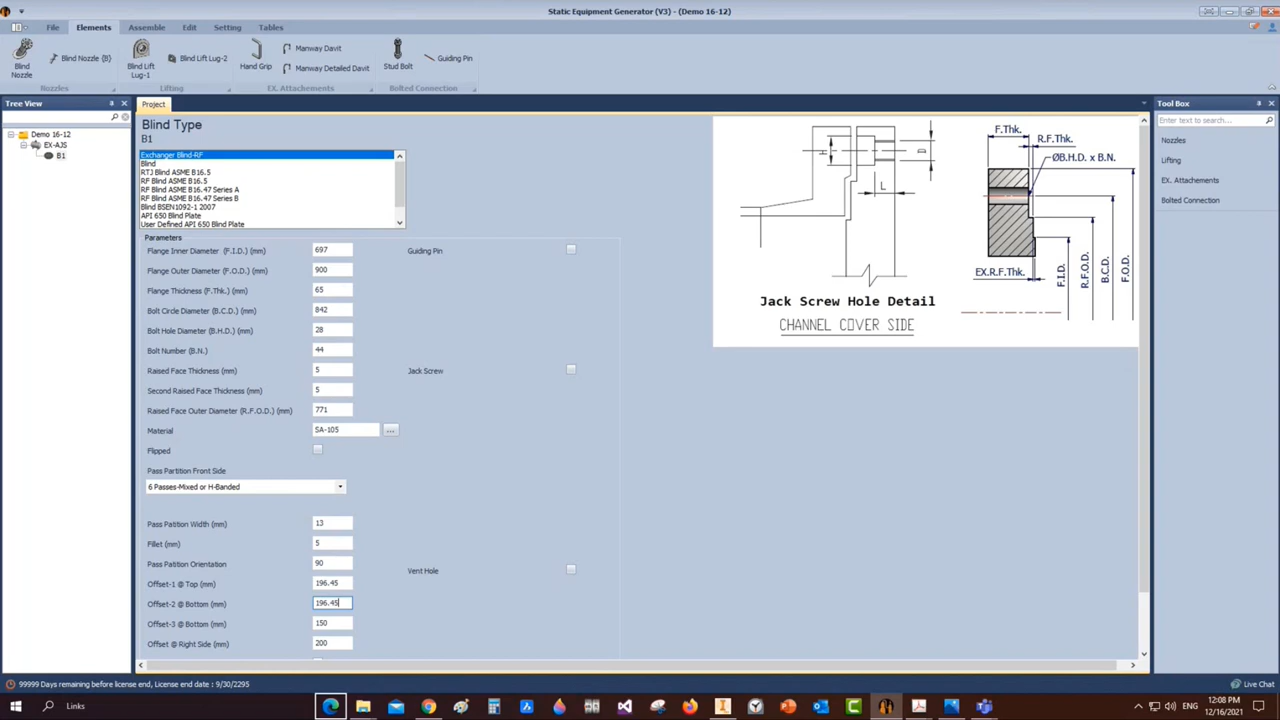 Static Equipment Generator (V3) - (Demo 16-12)
File Elements Assemble Edit Setting Tables
Blind Nozzle
Blind Nozzle (B)
Blind Lift Lug-1
Blind Lift Lug-2
Hand Grip
Manway Davit
Manway Detailed Davit
Stud Bolt
Guiding Pin
Nozzles Lifting EX. Attachements Bolted Connection
Tree View
Demo 16-12
EX-AJS
B1
Project
Blind Type
B1
Exchanger Blind-RF
Blind
RTJ Blind ASME B16.5
RF Blind ASME B16.5
RF Blind ASME B16.47 Series A
RF Blind ASME B16.47 Series B
Blind BSEN1092-1 2007
API 650 Blind Plate
User Defined API 650 Blind Plate
Parameters
Flange Inner Diameter (F.I.D.) (mm) 697
Flange Outer Diameter (F.O.D.) (mm) 900
Flange Thickness (F.Thk.) (mm) 65
Bolt Circle Diameter (B.C.D.) (mm) 842
Bolt Hole Diameter (B.H.D.) (mm) 28
Bolt Number (B.N.) 44
Raised Face Thickness (mm) 5
Second Raised Face Thickness (mm) 5
Raised Face Outer Diameter (R.F.O.D.) (mm) 771
Material SA-105 ...
Flipped
Pass Partition Front Side
6 Passes-Mixed or H-Banded
Pass Patition Width (mm) 13
Fillet (mm) 5
Pass Patition Orientation 90
Offset-1 @ Top (mm) 196.45
Offset-2 @ Bottom (mm) 196.45
Offset-3 @ Bottom (mm) 150
Offset @ Right Side (mm) 200
Guiding Pin
Jack Screw
Vent Hole
H
D
L
Jack Screw Hole Detail
CHANNEL COVER SIDE
F.Thk.
R.F.Thk.
ØB.H.D. x B.N.
EX.R.F.Thk.
F.I.D.
R.F.O.D.
B.C.D.
F.O.D.
Tool Box
Enter text to search...
Nozzles
Lifting
EX. Attachements
Bolted Connection
99999 Days remaining before license end, License end date : 9/30/2295
Live Chat
Links
ENG
12:08 PM
12/16/2021